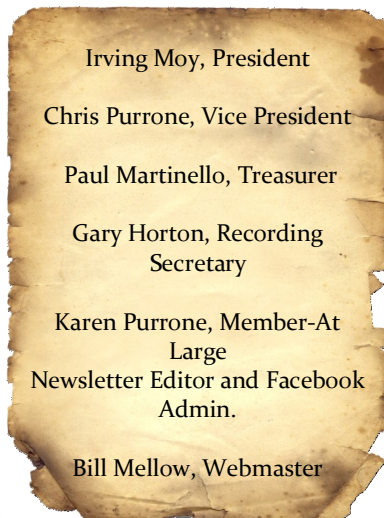 Irving Moy, President
Chris Purrone, Vice President
Paul Martinello, Treasurer
Gary Horton, Recording
Secretary
Karen Purrone, Member-At
Large
Newsletter Editor and Facebook
Admin.
Bill Mellow, Webmaster